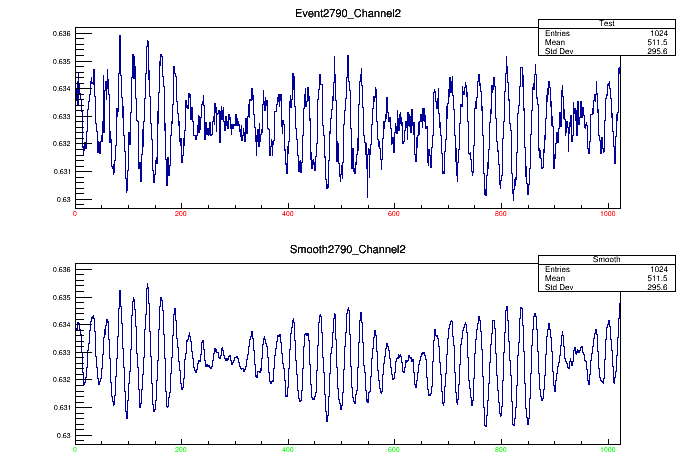 Event2790_Channel2
Test
Entries 1024
Mean 511.5
Std Dev 295.6
0.636
0.635
0.634
0.633
0.632
0.631
0.63
0 200 400 600 800 1000
Smooth2790_Channel2
Smooth
Entries 1024
Mean 511.5
Std Dev 295.6
0.636
0.635
0.634
0.633
0.632
0.631
0.63
0 200 400 600 800 1000